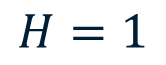 H = 1